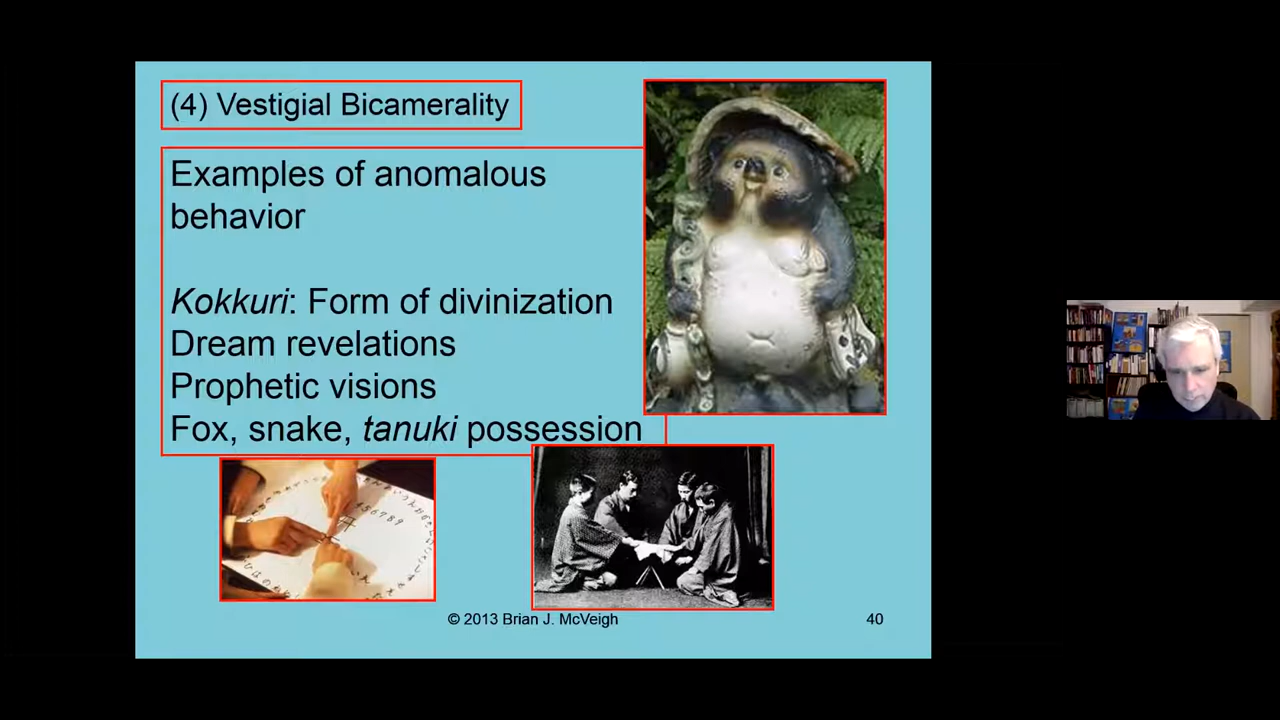 (4) Vestigial Bicamerality
Examples of anomalous
behavior
Kokkuri: Form of divinization
Dream revelations
Prophetic visions
Fox, snake, tanuki possession
© 2013 Brian J. McVeigh
40